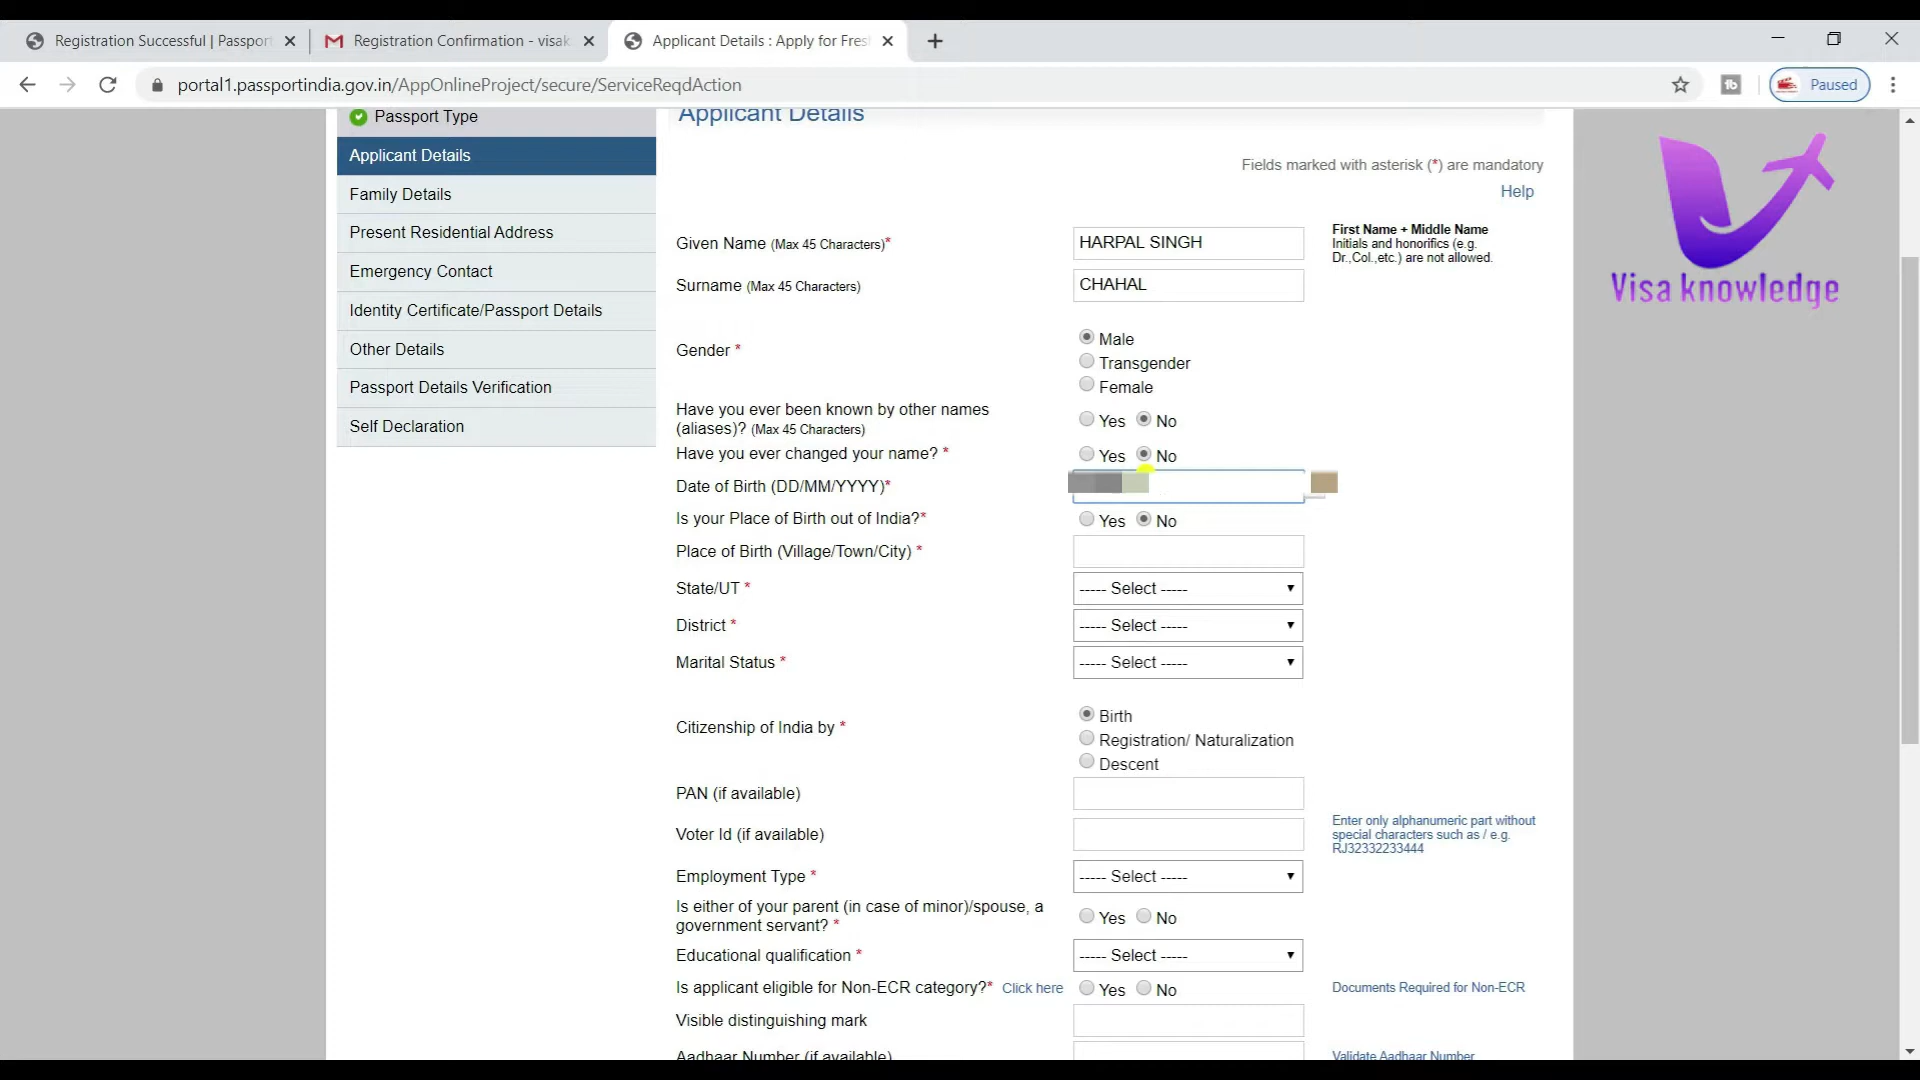 Registration Successful | Passpor
Registration Confirmation - visak
Applicant Details : Apply for Fres
portal1.passportindia.gov.in/AppOnlineProject/secure/ServiceReqdAction
Paused
Passport Type
Applicant Details
Family Details
Present Residential Address
Emergency Contact
Identity Certificate/Passport Details
Other Details
Passport Details Verification
Self Declaration
Applicant Details
Fields marked with asterisk (*) are mandatory
Help
Given Name (Max 45 Characters)* HARPAL SINGH
First Name + Middle Name
Initials and honorifics (e.g.
Dr.,Col.,etc.) are not allowed.
Surname (Max 45 Characters) CHAHAL
Gender *
Male
Transgender
Female
Have you ever been known by other names
(aliases)? (Max 45 Characters)
Yes No
Have you ever changed your name? * Yes No
Date of Birth (DD/MM/YYYY)*
Is your Place of Birth out of India?* Yes No
Place of Birth (Village/Town/City) *
State/UT * ----- Select -----
District * ----- Select -----
Marital Status * ----- Select -----
Citizenship of India by *
Birth
Registration/ Naturalization
Descent
PAN (if available)
Voter Id (if available)
Enter only alphanumeric part without
special characters such as / e.g.
RJ32332233444
Employment Type * ----- Select -----
Is either of your parent (in case of minor)/spouse, a
government servant? *
Yes No
Educational qualification * ----- Select -----
Is applicant eligible for Non-ECR category?* Click here Yes No Documents Required for Non-ECR
Visible distinguishing mark
Aadhaar Number (if available) Validate Aadhaar Number
Visa knowledge